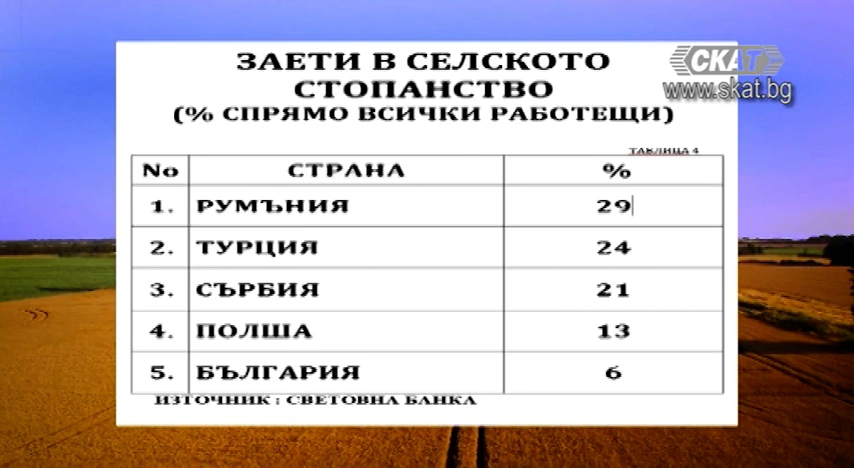 ЗАЕТИ В СЕЛСКОТО
СТОПАНСТВО
(% СПРЯМО ВСИЧКИ РАБОТЕЩИ)
СКАТ
www.skat.bg
ТАБЛИЦА 4
No СТРАНА %
1. РУМЪНИЯ 29
2. ТУРЦИЯ 24
3. СЪРБИЯ 21
4. ПОЛША 13
5. БЪЛГАРИЯ 6
ИЗТОЧНИК : СВЕТОВНА БАНКА